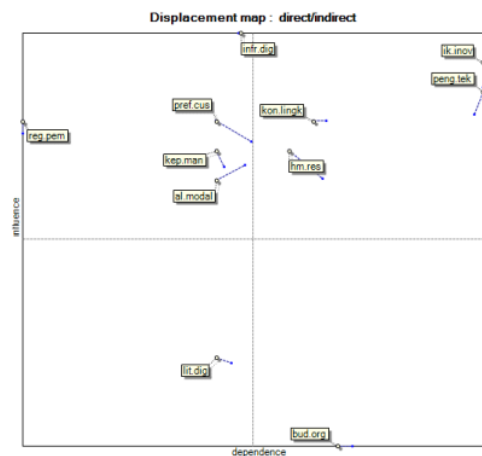 Displacement map : direct/indirect
infr.dig
ik.inov
peng.tek
pref.cus
kon.lingk
reg.pem
kep.man
hm.res
al.modal
influence
lit.dig
bud.org
dependence